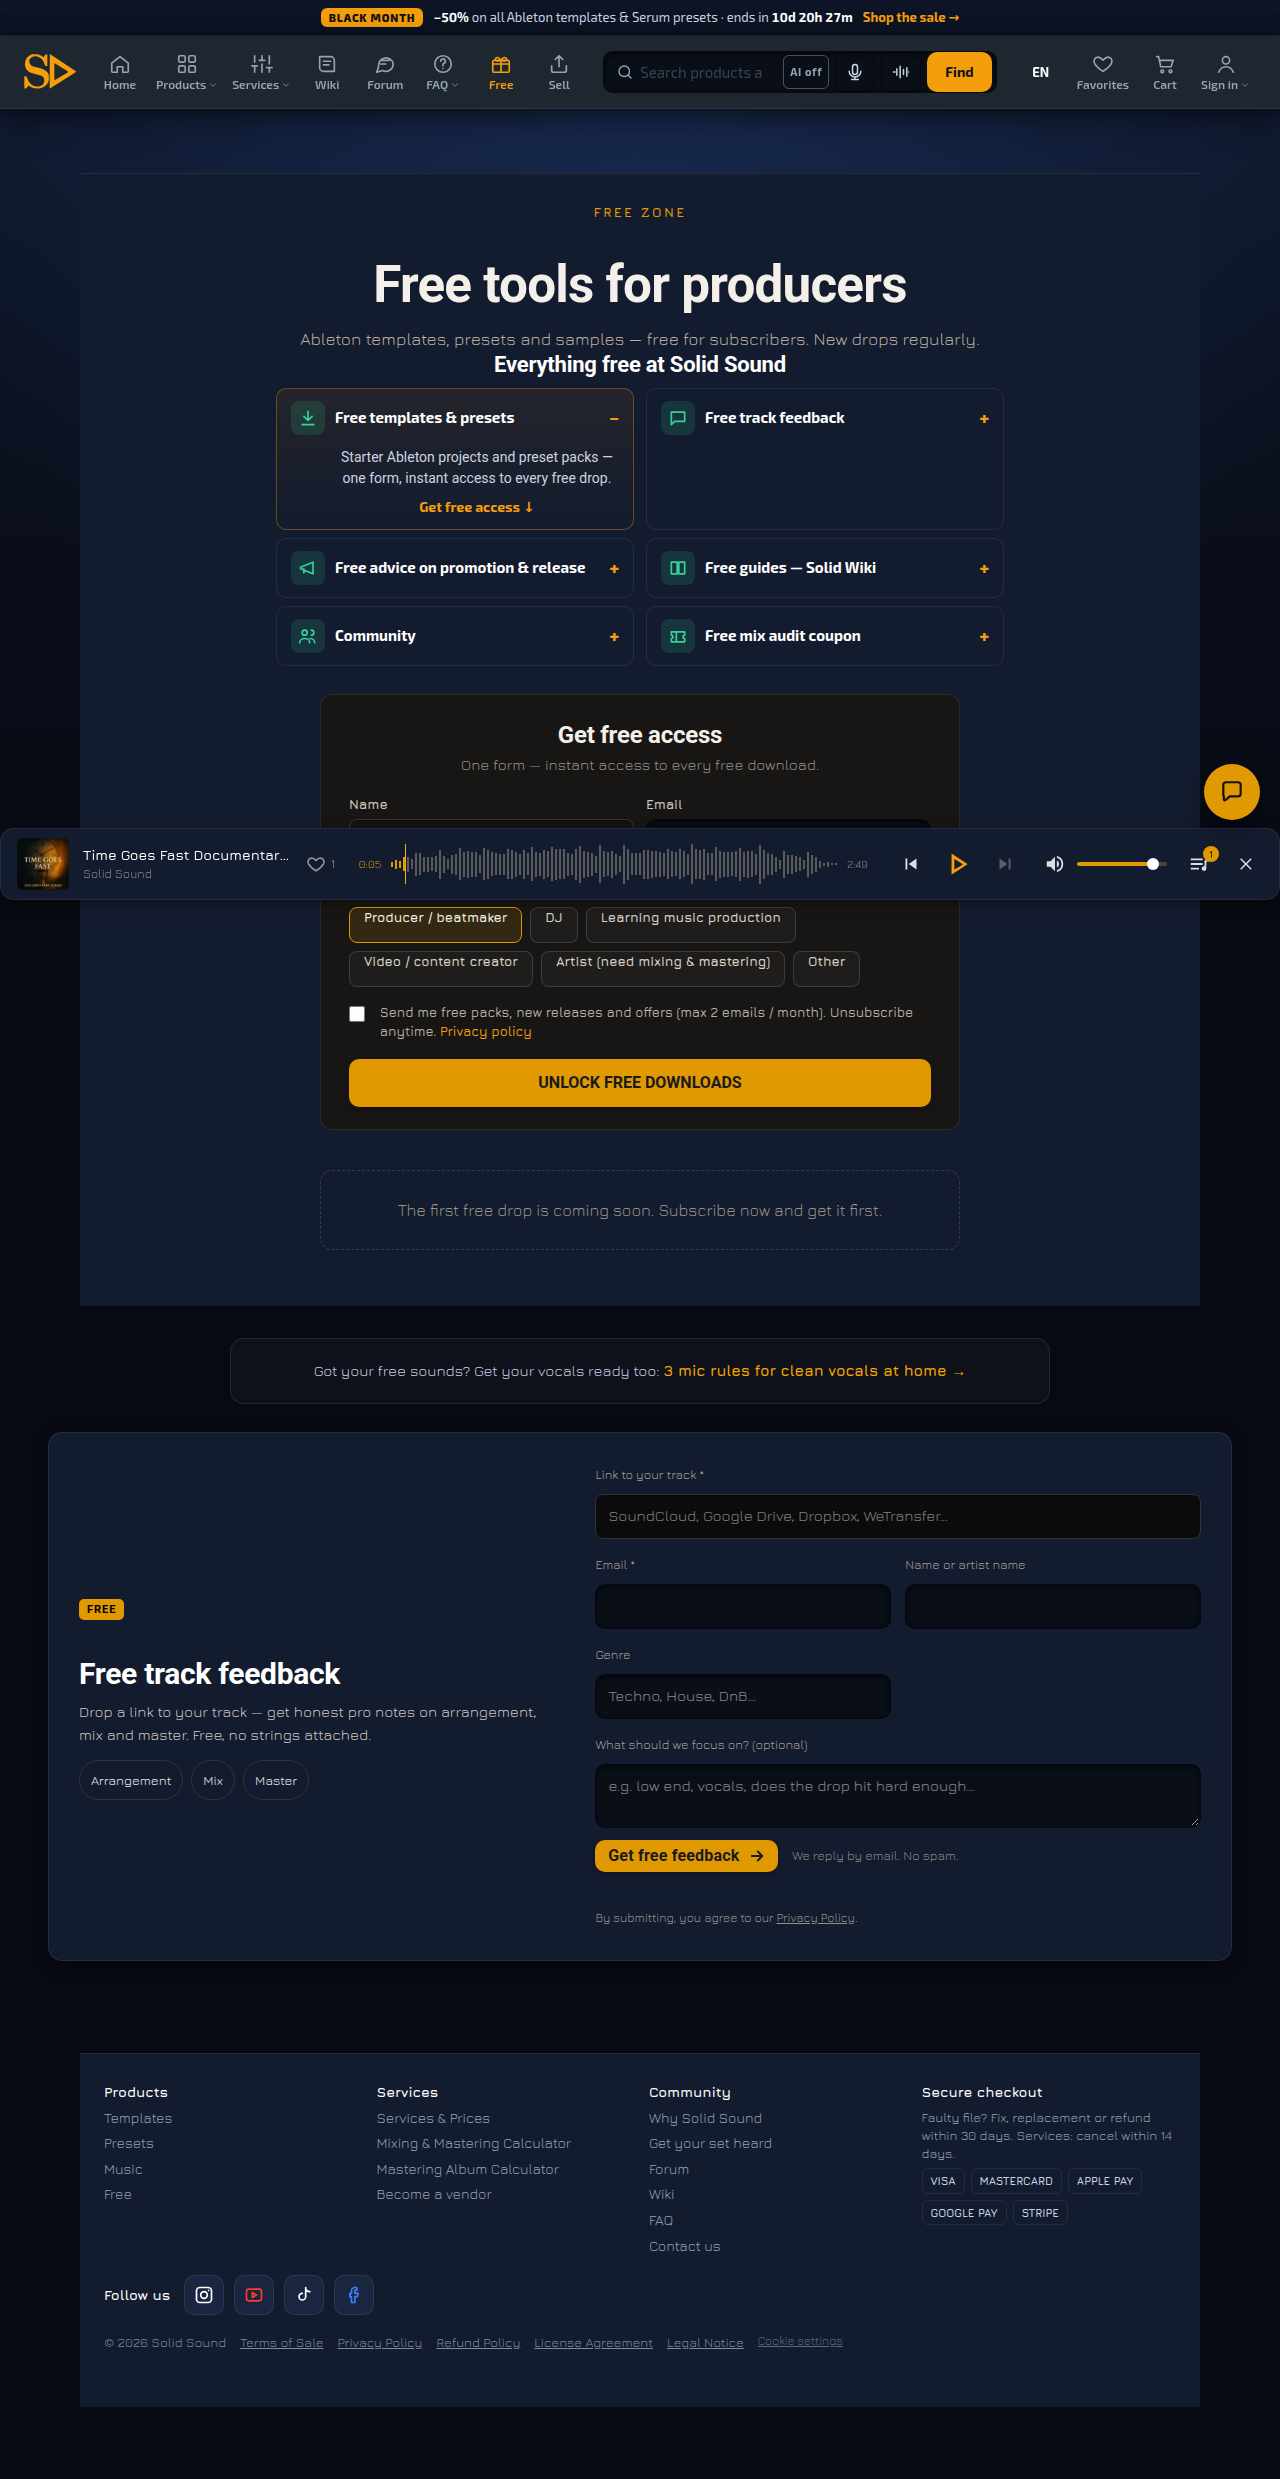 BLACK MONTH −50% on all Ableton templates & Serum presets · ends in 10d 20h 27m Shop the sale →
Home
Products
Services
Wiki
Forum
FAQ
Free
Sell
Search products a
AI off
Find
EN
Favorites
Cart
Sign in
FREE ZONE
Free tools for producers
Ableton templates, presets and samples — free for subscribers. New drops regularly.
Everything free at Solid Sound
Free templates & presets −
Starter Ableton projects and preset packs —
one form, instant access to every free drop.
Get free access ↓
Free track feedback +
Free advice on promotion & release +
Free guides — Solid Wiki +
Community +
Free mix audit coupon +
Get free access
One form — instant access to every free download.
Name
Email
TIME GOES
FAST
Time Goes Fast Documentar...
Solid Sound
1
0:05
2:49
1
Producer / beatmaker
DJ
Learning music production
Video / content creator
Artist (need mixing & mastering)
Other
Send me free packs, new releases and offers (max 2 emails / month). Unsubscribe
anytime. Privacy policy
UNLOCK FREE DOWNLOADS
The first free drop is coming soon. Subscribe now and get it first.
Got your free sounds? Get your vocals ready too: 3 mic rules for clean vocals at home →
FREE
Free track feedback
Drop a link to your track — get honest pro notes on arrangement,
mix and master. Free, no strings attached.
Arrangement
Mix
Master
Link to your track *
SoundCloud, Google Drive, Dropbox, WeTransfer...
Email *
Name or artist name
Genre
Techno, House, DnB...
What should we focus on? (optional)
e.g. low end, vocals, does the drop hit hard enough...
Get free feedback →
We reply by email. No spam.
By submitting, you agree to our Privacy Policy.
Products
Templates
Presets
Music
Free
Services
Services & Prices
Mixing & Mastering Calculator
Mastering Album Calculator
Become a vendor
Community
Why Solid Sound
Get your set heard
Forum
Wiki
FAQ
Contact us
Secure checkout
Faulty file? Fix, replacement or refund
within 30 days. Services: cancel within 14
days.
VISA
MASTERCARD
APPLE PAY
GOOGLE PAY
STRIPE
Follow us
© 2026 Solid Sound
Terms of Sale
Privacy Policy
Refund Policy
License Agreement
Legal Notice
Cookie settings